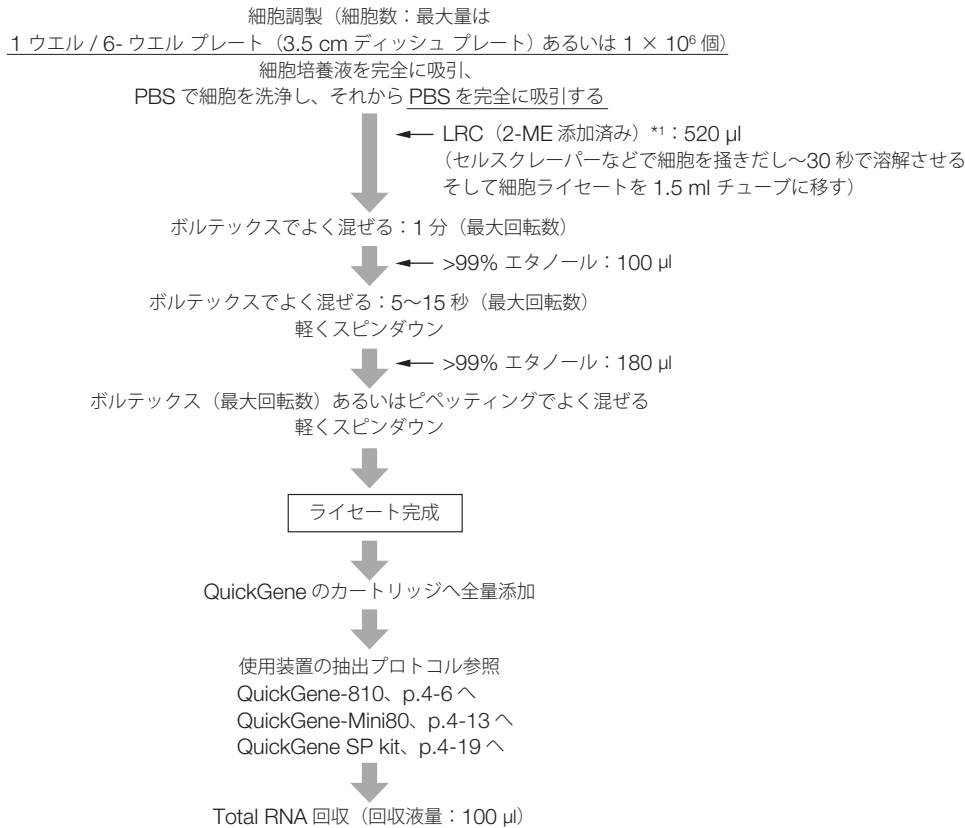 細胞調製（細胞数：最大量は
1 ウエル / 6- ウエル プレート（3.5 cm ディッシュ プレート）あるいは 1 × 10⁶ 個）
細胞培養液を完全に吸引、
PBS で細胞を洗浄し、それから PBS を完全に吸引する
LRC（2-ME 添加済み）*¹：520 µl
（セルスクレーパーなどで細胞を掻きだし～30 秒で溶解させる
そして細胞ライセートを 1.5 ml チューブに移す）
ボルテックスでよく混ぜる：1 分（最大回転数）
>99% エタノール：100 µl
ボルテックスでよく混ぜる：5～15 秒（最大回転数）
軽くスピンダウン
>99% エタノール：180 µl
ボルテックス（最大回転数）あるいはピペッティングでよく混ぜる
軽くスピンダウン
ライセート完成
QuickGene のカートリッジへ全量添加
使用装置の抽出プロトコル参照
QuickGene-810、p.4-6 へ
QuickGene-Mini80、p.4-13 へ
QuickGene SP kit、p.4-19 へ
Total RNA 回収（回収液量：100 µl）